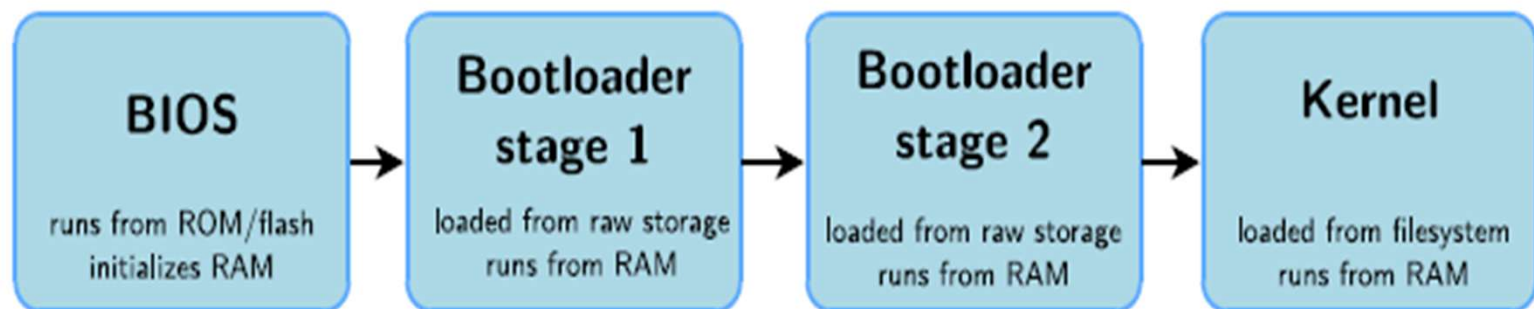 BIOS
runs from ROM/flash
initializes RAM
Bootloader
stage 1
loaded from raw storage
runs from RAM
Bootloader
stage 2
loaded from raw storage
runs from RAM
Kernel
loaded from filesystem
runs from RAM